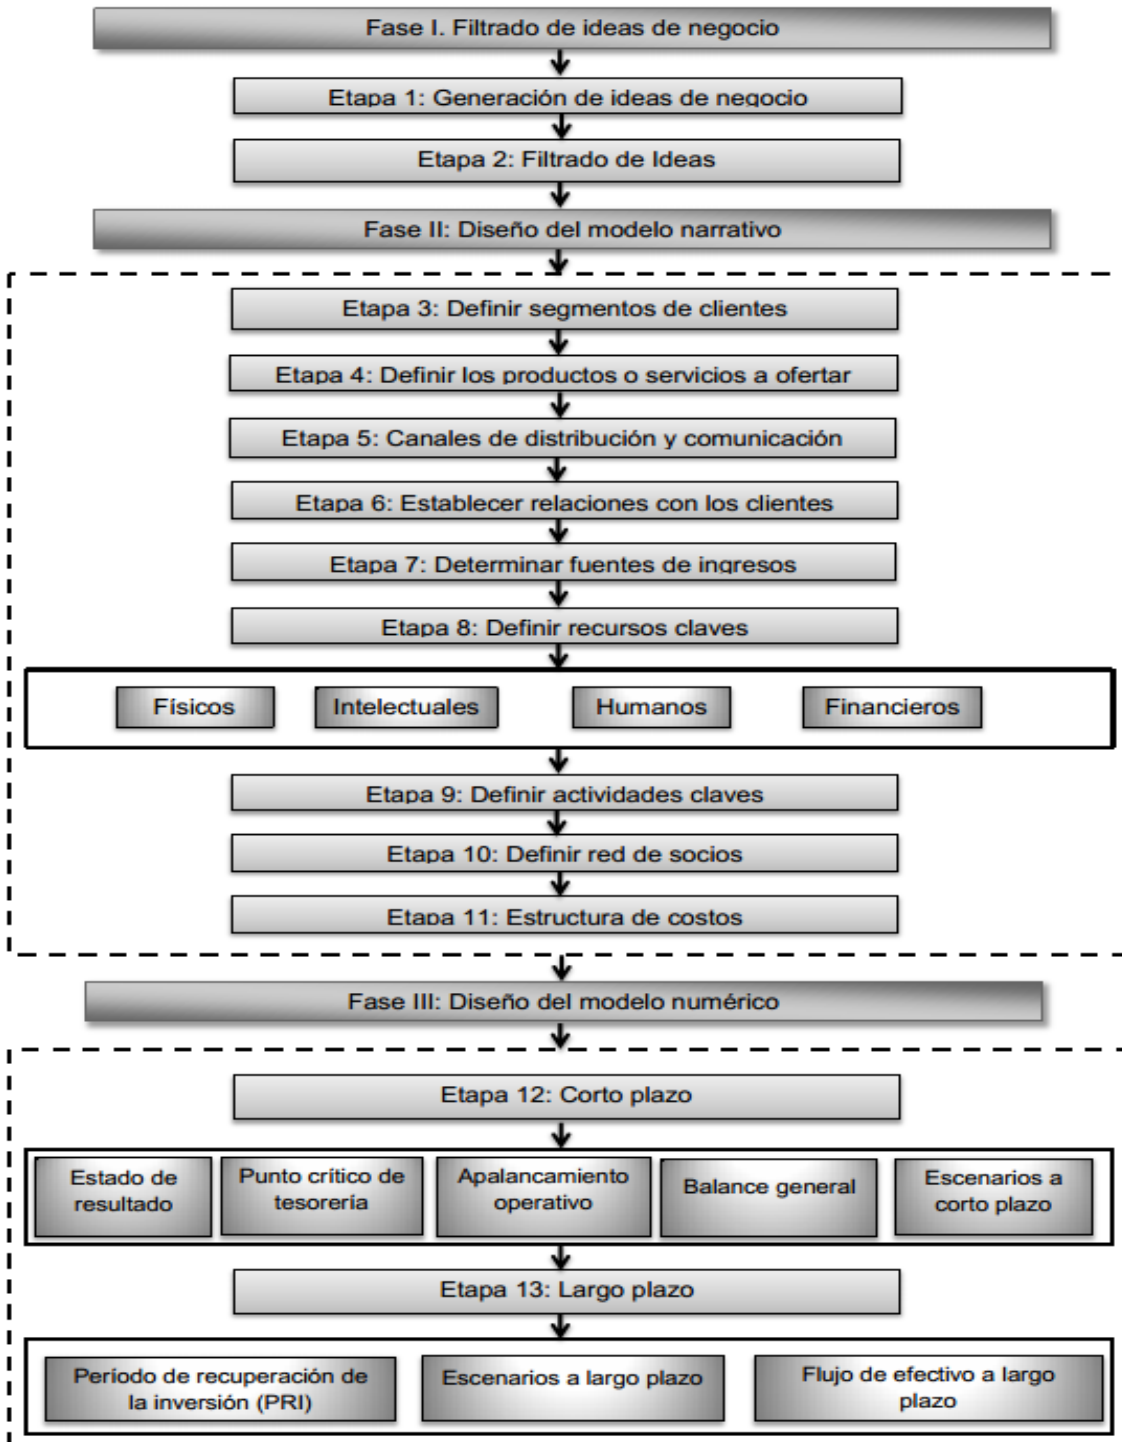 Fase I. Filtrado de ideas de negocio
Etapa 1: Generación de ideas de negocio
Etapa 2: Filtrado de Ideas
Fase II: Diseño del modelo narrativo
Etapa 3: Definir segmentos de clientes
Etapa 4: Definir los productos o servicios a ofertar
Etapa 5: Canales de distribución y comunicación
Etapa 6: Establecer relaciones con los clientes
Etapa 7: Determinar fuentes de ingresos
Etapa 8: Definir recursos claves
Físicos
Intelectuales
Humanos
Financieros
Etapa 9: Definir actividades claves
Etapa 10: Definir red de socios
Etapa 11: Estructura de costos
Fase III: Diseño del modelo numérico
Etapa 12: Corto plazo
Estado de
resultado
Punto crítico de
tesorería
Apalancamiento
operativo
Balance general
Escenarios a
corto plazo
Etapa 13: Largo plazo
Período de recuperación de
la inversión (PRI)
Escenarios a largo plazo
Flujo de efectivo a largo
plazo